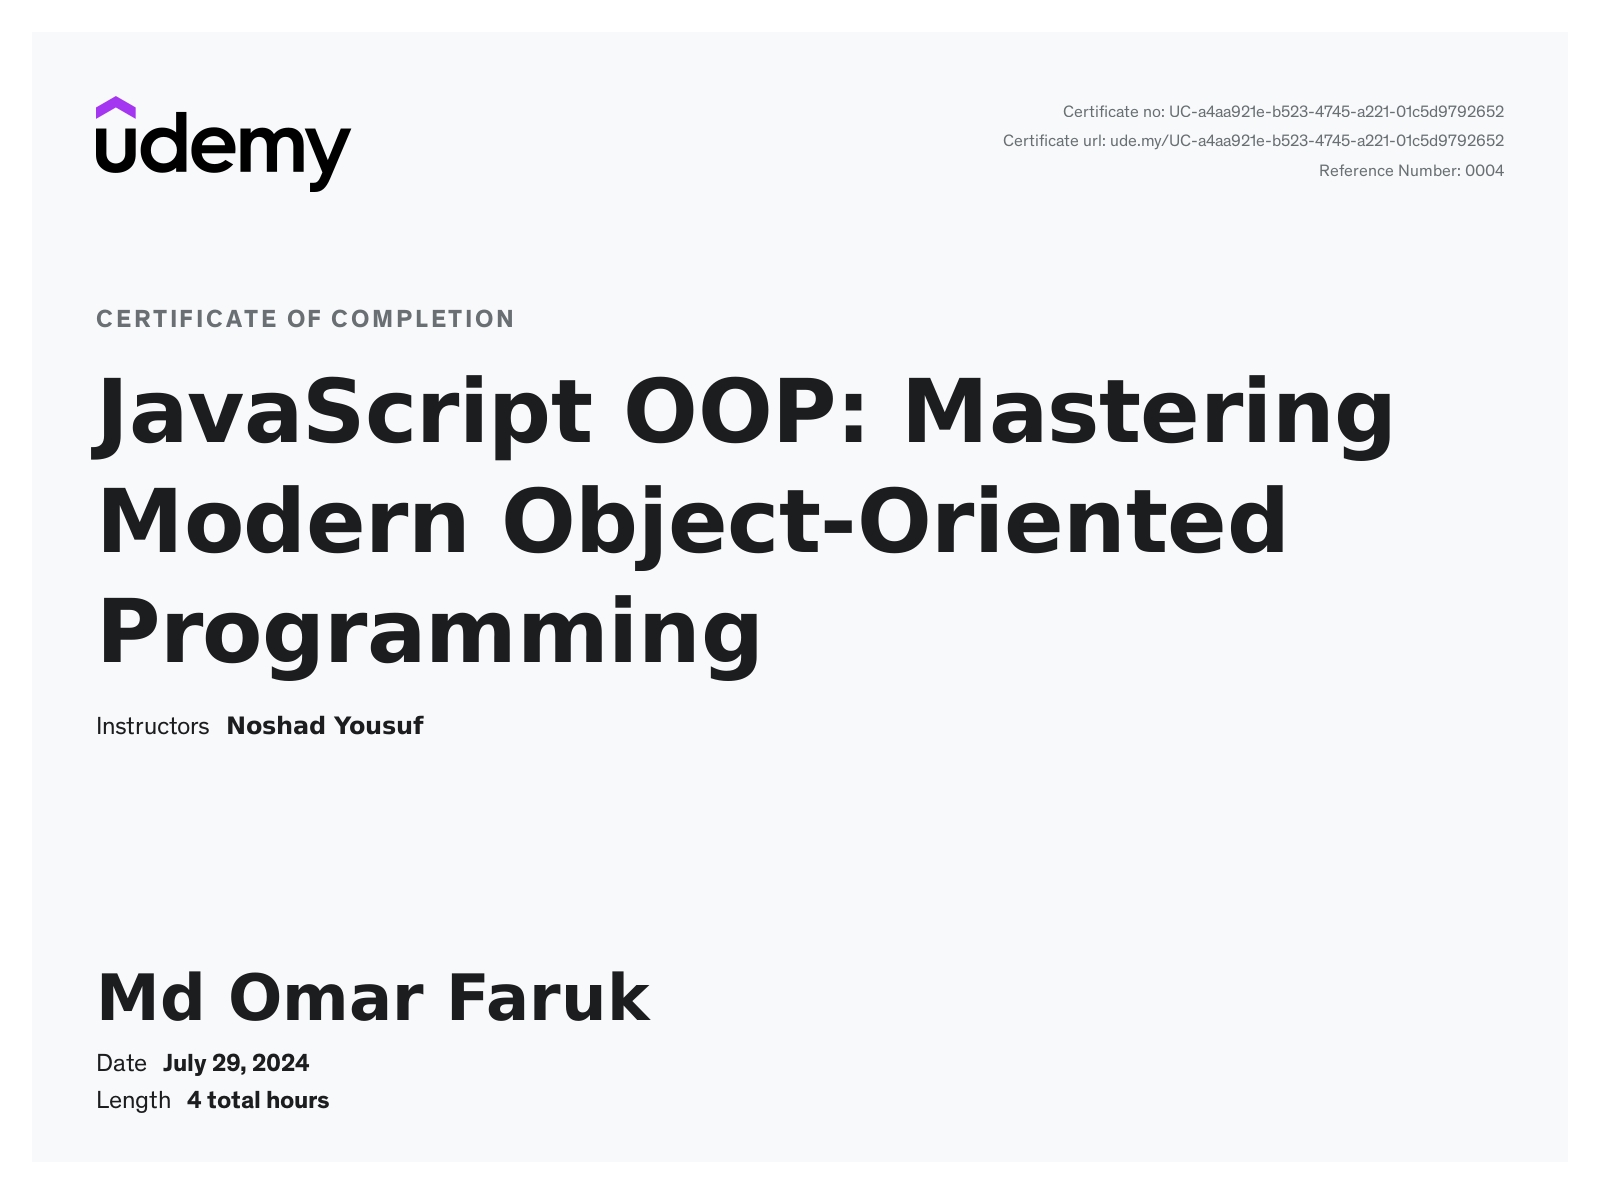 udemy
Certificate no: UC-a4aa921e-b523-4745-a221-01c5d9792652
Certificate url: ude.my/UC-a4aa921e-b523-4745-a221-01c5d9792652
Reference Number: 0004
CERTIFICATE OF COMPLETION
JavaScript OOP: Mastering
Modern Object-Oriented
Programming
Instructors Noshad Yousuf
Md Omar Faruk
Date July 29, 2024
Length 4 total hours